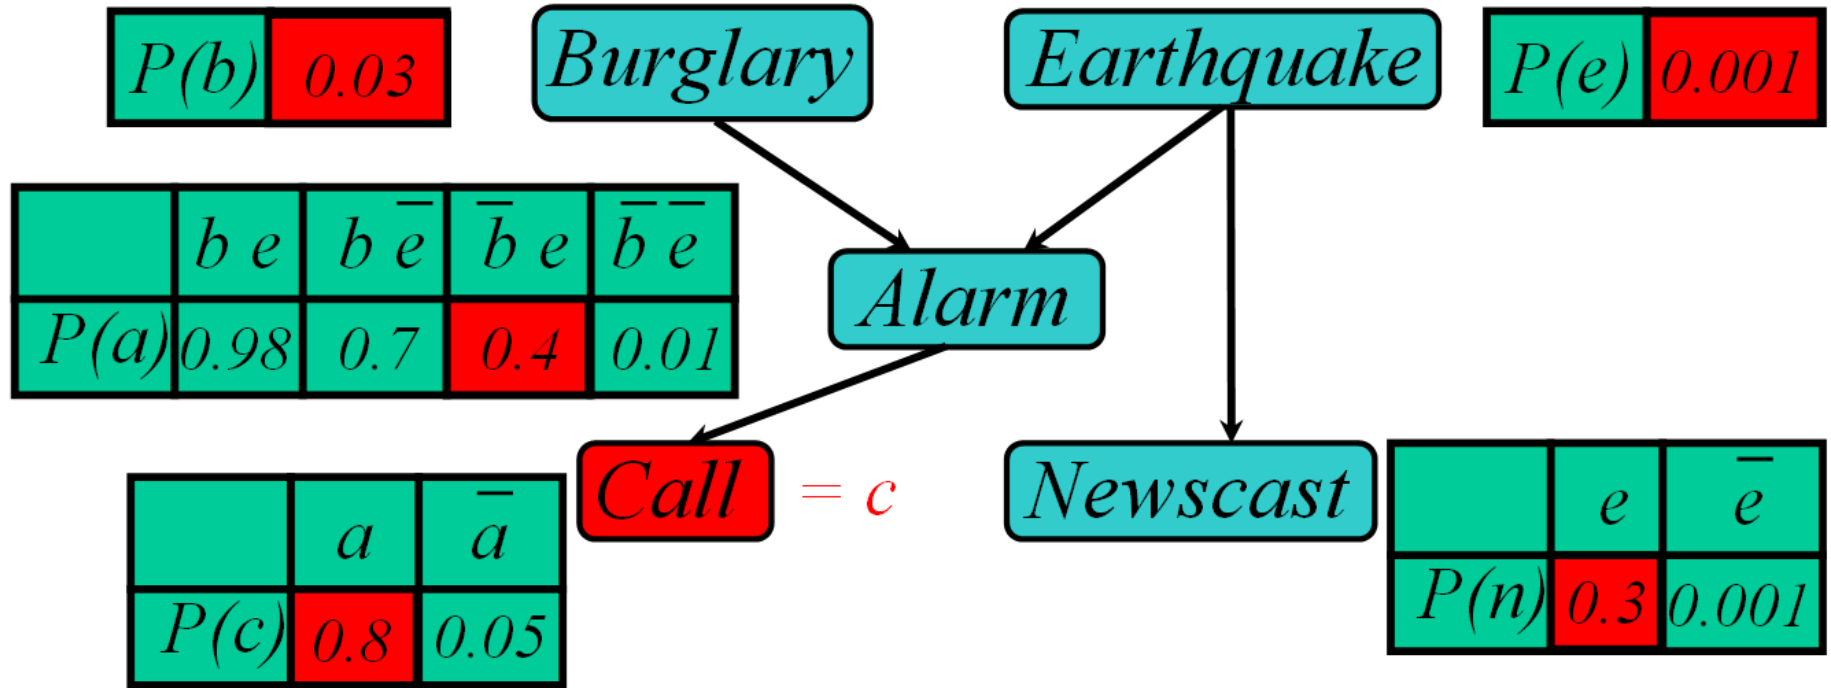 P(b) 0.03
Burglary
Earthquake
P(e) 0.001
b e b e̅ b̅ e b̅ e̅
P(a) 0.98 0.7 0.4 0.01
Alarm
Call = c
Newscast
a a̅
P(c) 0.8 0.05
e e̅
P(n) 0.3 0.001